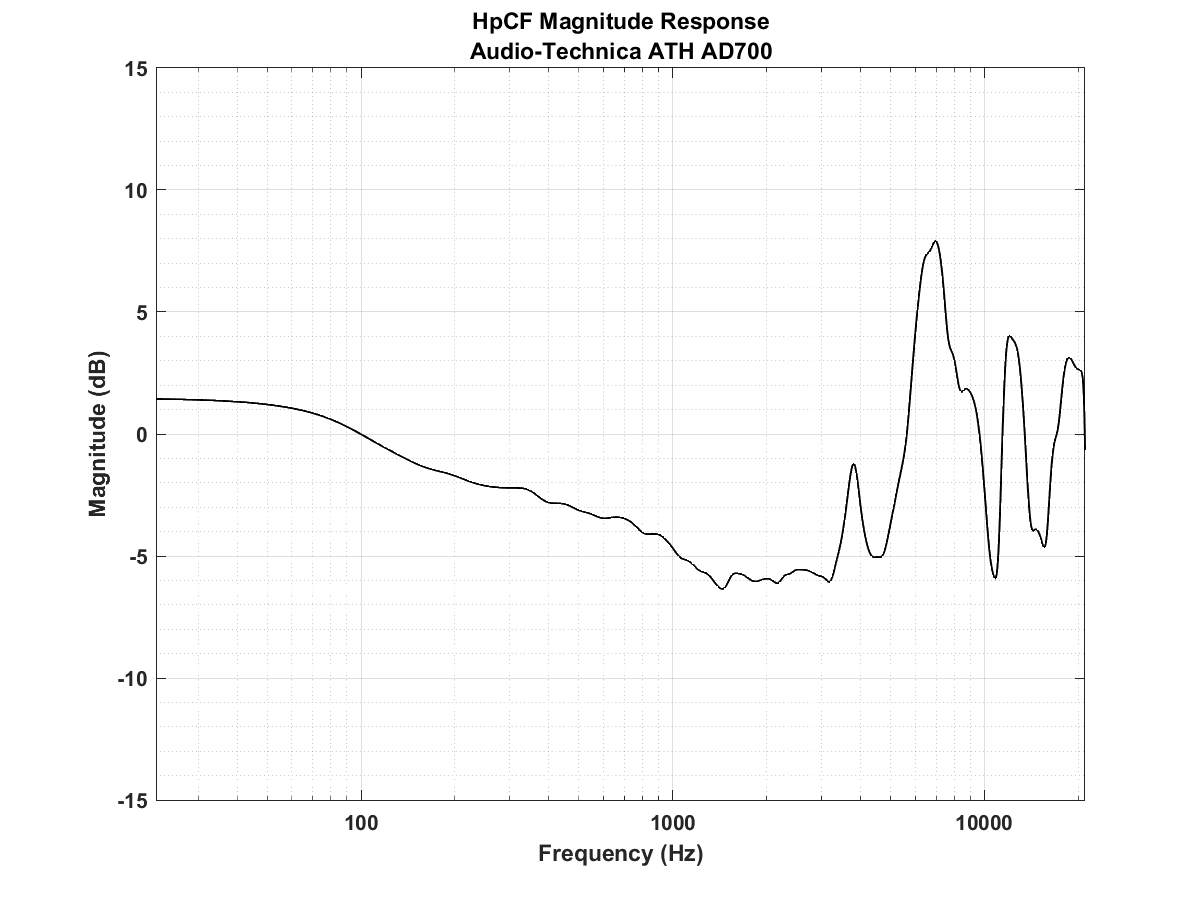 HpCF Magnitude Response
Audio-Technica ATH AD700
15
10
5
0
-5
-10
-15
Magnitude (dB)
100
1000
10000
Frequency (Hz)